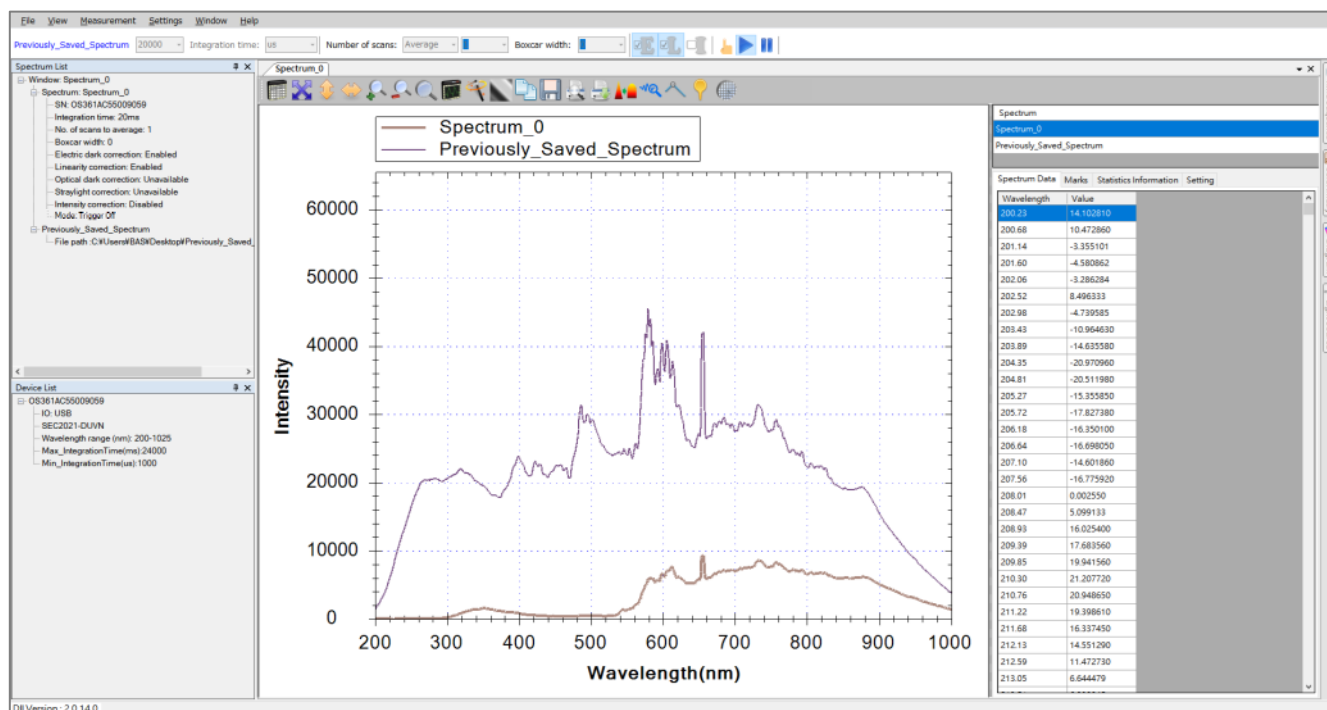 File View Measurement Settings Window Help
Previously_Saved_Spectrum 20000 Integration time: us Number of scans: Average Boxcar width:
Spectrum List
Window: Spectrum_0
Spectrum: Spectrum_0
SN: OS361AC55009059
Integration time: 20ms
No. of scans to average: 1
Boxcar width: 0
Electric dark correction: Enabled
Linearity correction: Enabled
Optical dark correction: Unavailable
Straylight correction: Unavailable
Intensity correction: Disabled
Mode: Trigger Off
Previously_Saved_Spectrum
File path :C:¥Users¥BAS¥Desktop¥Previously_Saved_
Device List
OS361AC55009059
IO: USB
SEC2021-DUVN
Wavelength range (nm): 200-1025
Max_IntegrationTime(ms):24000
Min_IntegrationTime(us):1000
Spectrum_0
Spectrum_0
Previously_Saved_Spectrum
60000
50000
40000
30000
20000
10000
0
Intensity
200 300 400 500 600 700 800 900 1000
Wavelength(nm)
Spectrum
Spectrum_0
Previously_Saved_Spectrum
Spectrum Data Marks Statistics Information Setting
Wavelength Value
200.23 14.102810
200.68 10.472860
201.14 -3.355101
201.60 -4.580862
202.06 -3.286284
202.52 8.496333
202.98 -4.739585
203.43 -10.964630
203.89 -14.635580
204.35 -20.970960
204.81 -20.511980
205.27 -15.355850
205.72 -17.827380
206.18 -16.350100
206.64 -16.698050
207.10 -14.601860
207.56 -16.775920
208.01 0.002550
208.47 5.099133
208.93 16.025400
209.39 17.683560
209.85 19.941560
210.30 21.207720
210.76 20.948650
211.22 19.398610
211.68 16.337450
212.13 14.551290
212.59 11.472730
213.05 6.644479
Dll Version : 2.0.14.0